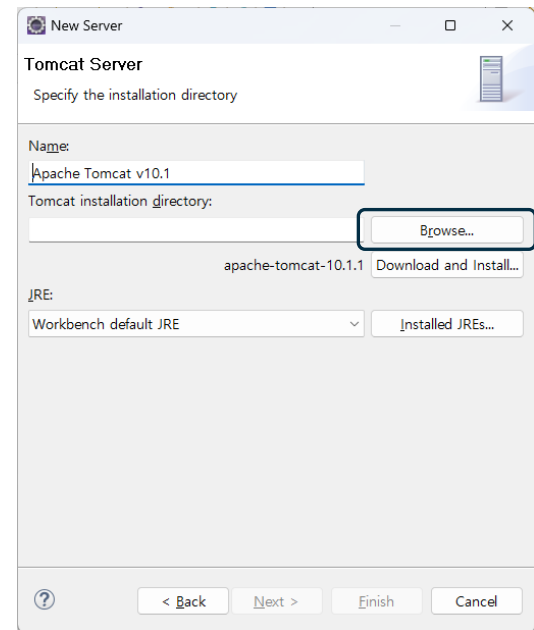 New Server
Tomcat Server
Specify the installation directory
Name:
Apache Tomcat v10.1
Tomcat installation directory:
Browse...
apache-tomcat-10.1.1 Download and Install...
JRE:
Workbench default JRE Installed JREs...
< Back Next > Finish Cancel